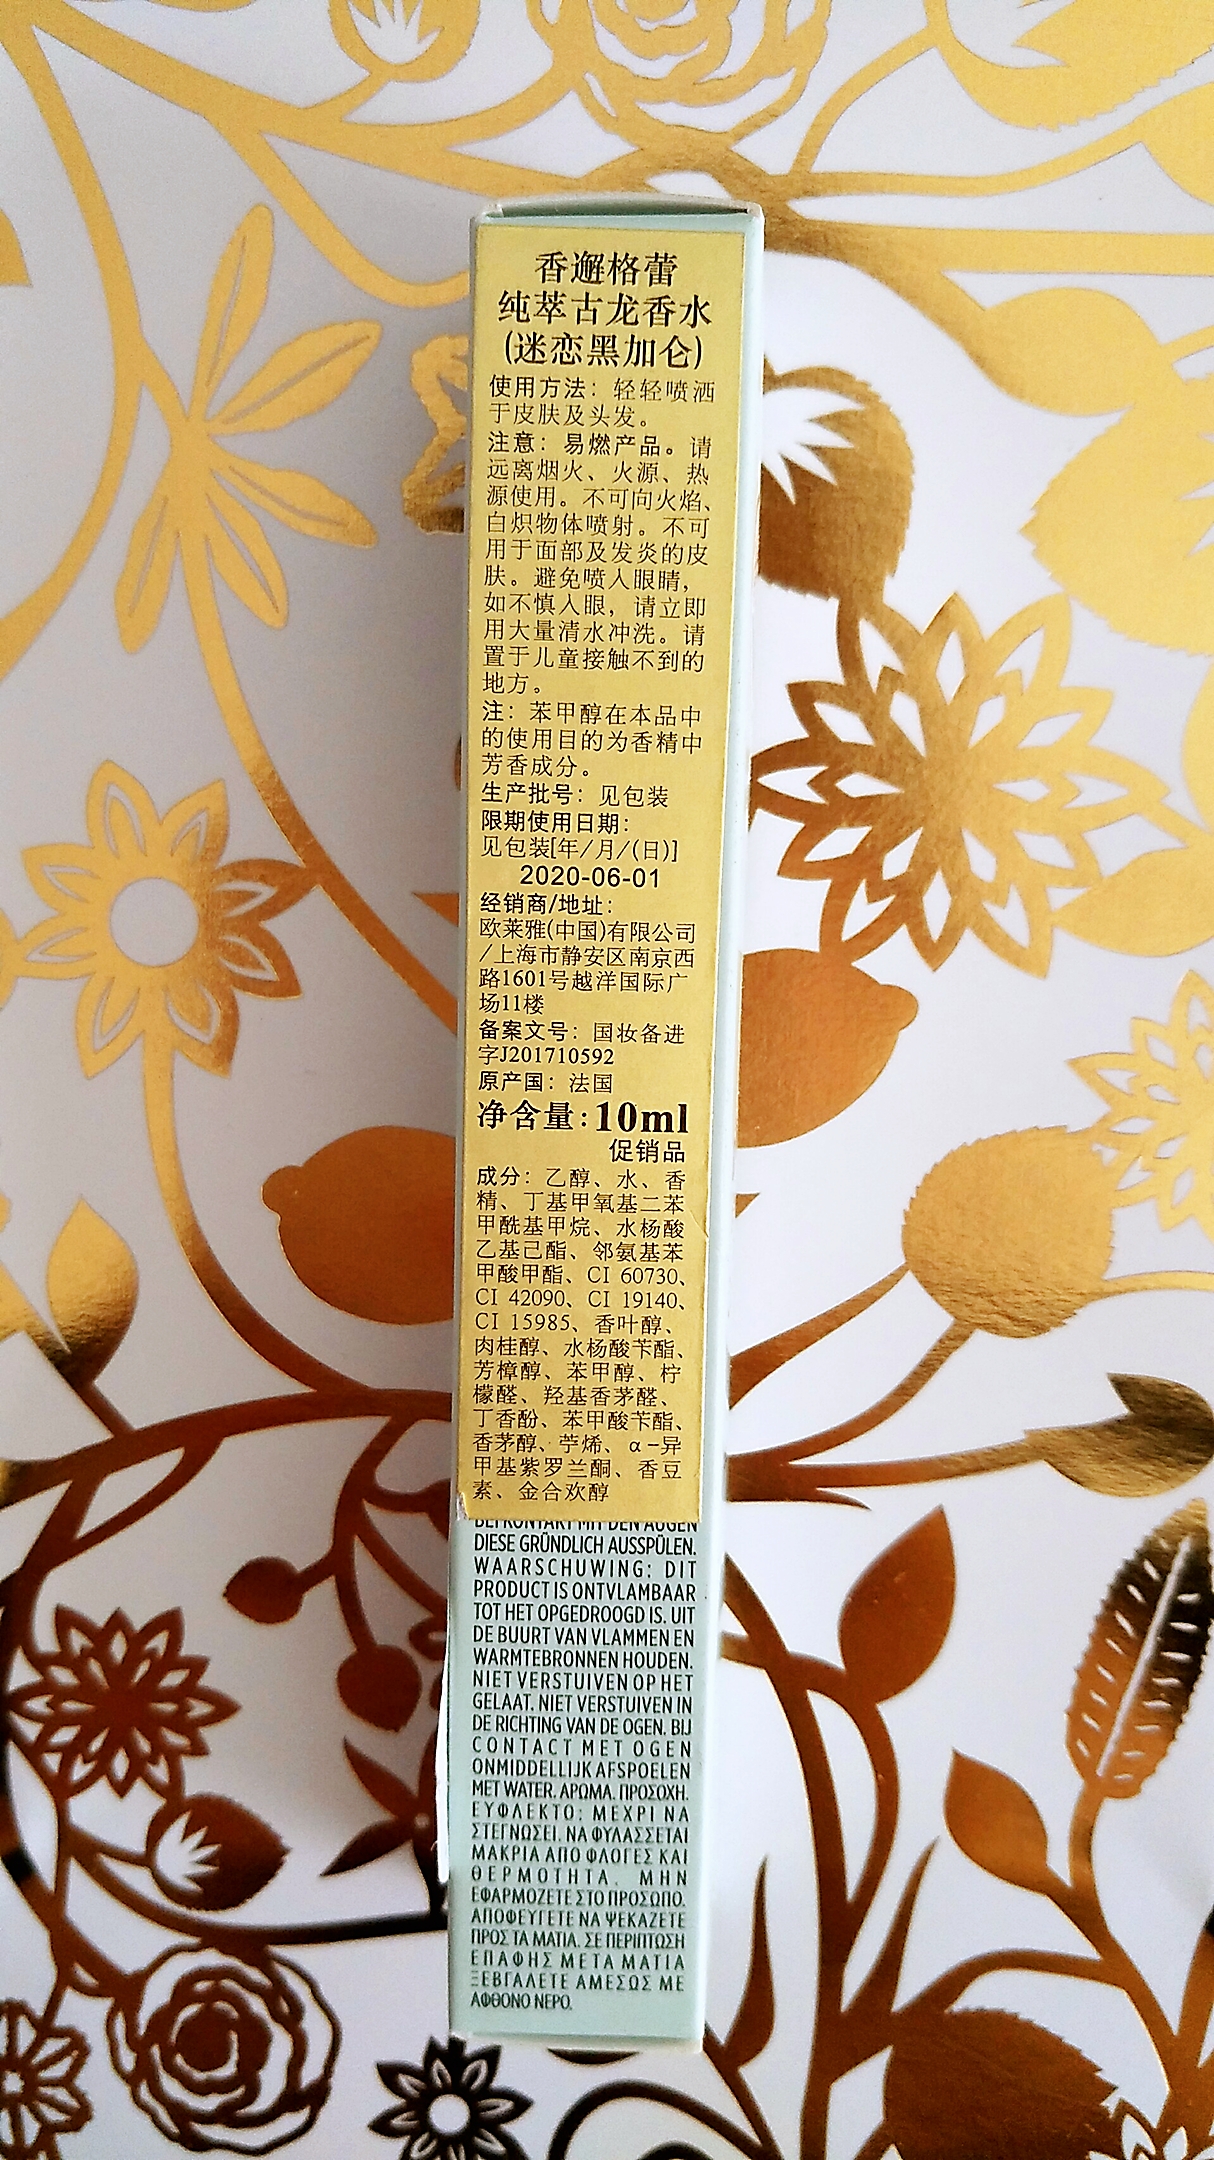 香邂格蕾
纯萃古龙香水
(迷恋黑加仑)
使用方法：轻轻喷洒
于皮肤及头发。
注意：易燃产品。请
远离烟火、火源、热
源使用。不可向火焰、
白炽物体喷射。不可
用于面部及发炎的皮
肤。避免喷入眼睛，
如不慎入眼，请立即
用大量清水冲洗。请
置于儿童接触不到的
地方。
注：苯甲醇在本品中
的使用目的为香精中
芳香成分。
生产批号：见包装
限期使用日期：
见包装[年/月/(日)]
2020-06-01
经销商/地址：
欧莱雅(中国)有限公司
/上海市静安区南京西
路1601号越洋国际广
场11楼
备案文号：国妆备进
字J201710592
原产国：法国
净含量：10ml
促销品
成分：乙醇、水、香
精、丁基甲氧基二苯
甲酰基甲烷、水杨酸
乙基己酯、邻氨基苯
甲酸甲酯、CI 60730、
CI 42090、CI 19140、
CI 15985、香叶醇、
肉桂醇、水杨酸苄酯、
芳樟醇、苯甲醇、柠
檬醛、羟基香茅醛、
丁香酚、苯甲酸苄酯、
香茅醇、苧烯、α-异
甲基紫罗兰酮、香豆
素、金合欢醇
BEI KONTAKT MIT DEN AUGEN
DIESE GRÜNDLICH AUSSPÜLEN.
WAARSCHUWING: DIT
PRODUCT IS ONTVLAMBAAR
TOT HET OPGEDROOGD IS. UIT
DE BUURT VAN VLAMMEN EN
WARMTEBRONNEN HOUDEN.
NIET VERSTUIVEN OP HET
GELAAT. NIET VERSTUIVEN IN
DE RICHTING VAN DE OGEN. BIJ
CONTACT MET OGEN
ONMIDDELLIJK AFSPOELEN
MET WATER. ΑΡΩΜΑ. ΠΡΟΣΟΧΗ.
ΕΥΦΛΕΚΤΟ: ΜΕΧΡΙ ΝΑ
ΣΤΕΓΝΩΣΕΙ. ΝΑ ΦΥΛΑΣΣΕΤΑΙ
ΜΑΚΡΙΑ ΑΠΟ ΦΛΟΓΕΣ ΚΑΙ
ΘΕΡΜΟΤΗΤΑ. ΜΗΝ
ΕΦΑΡΜΟΖΕΤΕ ΣΤΟ ΠΡΟΣΩΠΟ.
ΑΠΟΦΕΥΓΕΤΕ ΝΑ ΨΕΚΑΖΕΤΕ
ΠΡΟΣ ΤΑ ΜΑΤΙΑ. ΣΕ ΠΕΡΙΠΤΩΣΗ
ΕΠΑΦΗΣ ΜΕ ΤΑ ΜΑΤΙΑ
ΞΕΒΓΑΛΕΤΕ ΑΜΕΣΩΣ ΜΕ
ΑΦΘΟΝΟ ΝΕΡΟ.